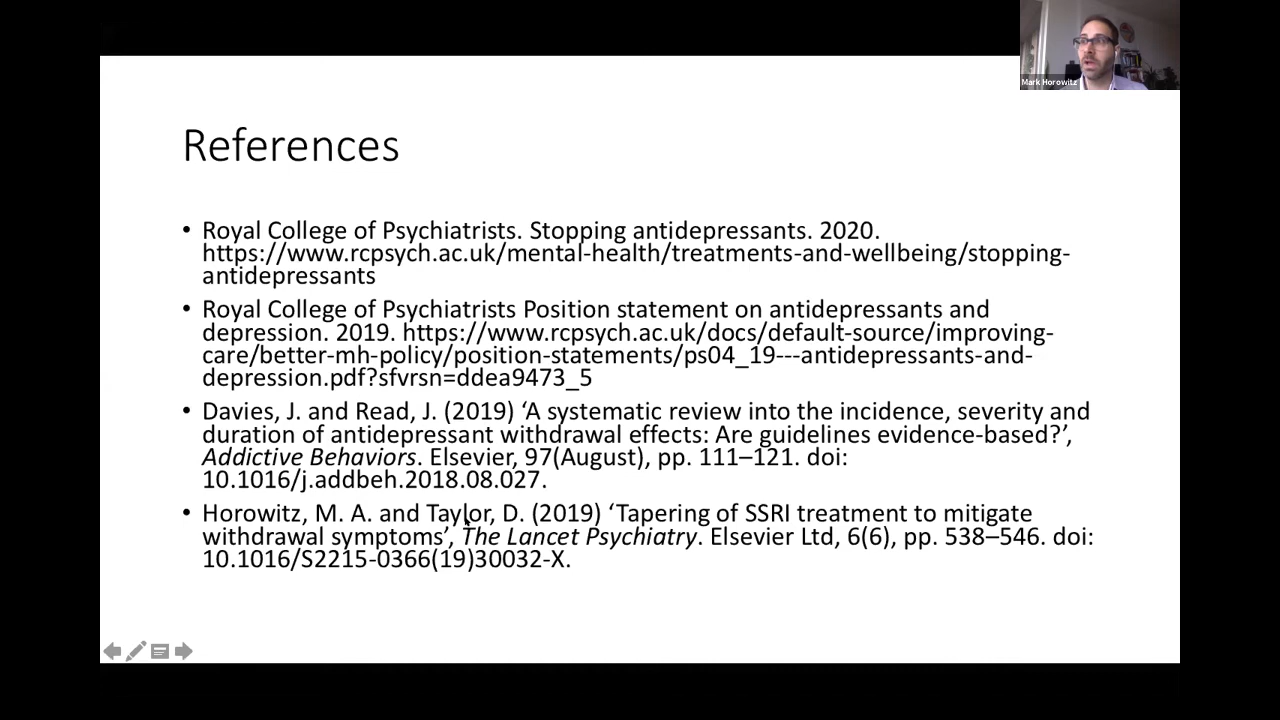 Mark Horowitz
References
• Royal College of Psychiatrists. Stopping antidepressants. 2020.
https://www.rcpsych.ac.uk/mental-health/treatments-and-wellbeing/stopping-
antidepressants
• Royal College of Psychiatrists Position statement on antidepressants and
depression. 2019. https://www.rcpsych.ac.uk/docs/default-source/improving-
care/better-mh-policy/position-statements/ps04_19---antidepressants-and-
depression.pdf?sfvrsn=ddea9473_5
• Davies, J. and Read, J. (2019) ‘A systematic review into the incidence, severity and
duration of antidepressant withdrawal effects: Are guidelines evidence-based?’,
Addictive Behaviors. Elsevier, 97(August), pp. 111–121. doi:
10.1016/j.addbeh.2018.08.027.
• Horowitz, M. A. and Taylor, D. (2019) ‘Tapering of SSRI treatment to mitigate
withdrawal symptoms’, The Lancet Psychiatry. Elsevier Ltd, 6(6), pp. 538–546. doi:
10.1016/S2215-0366(19)30032-X.